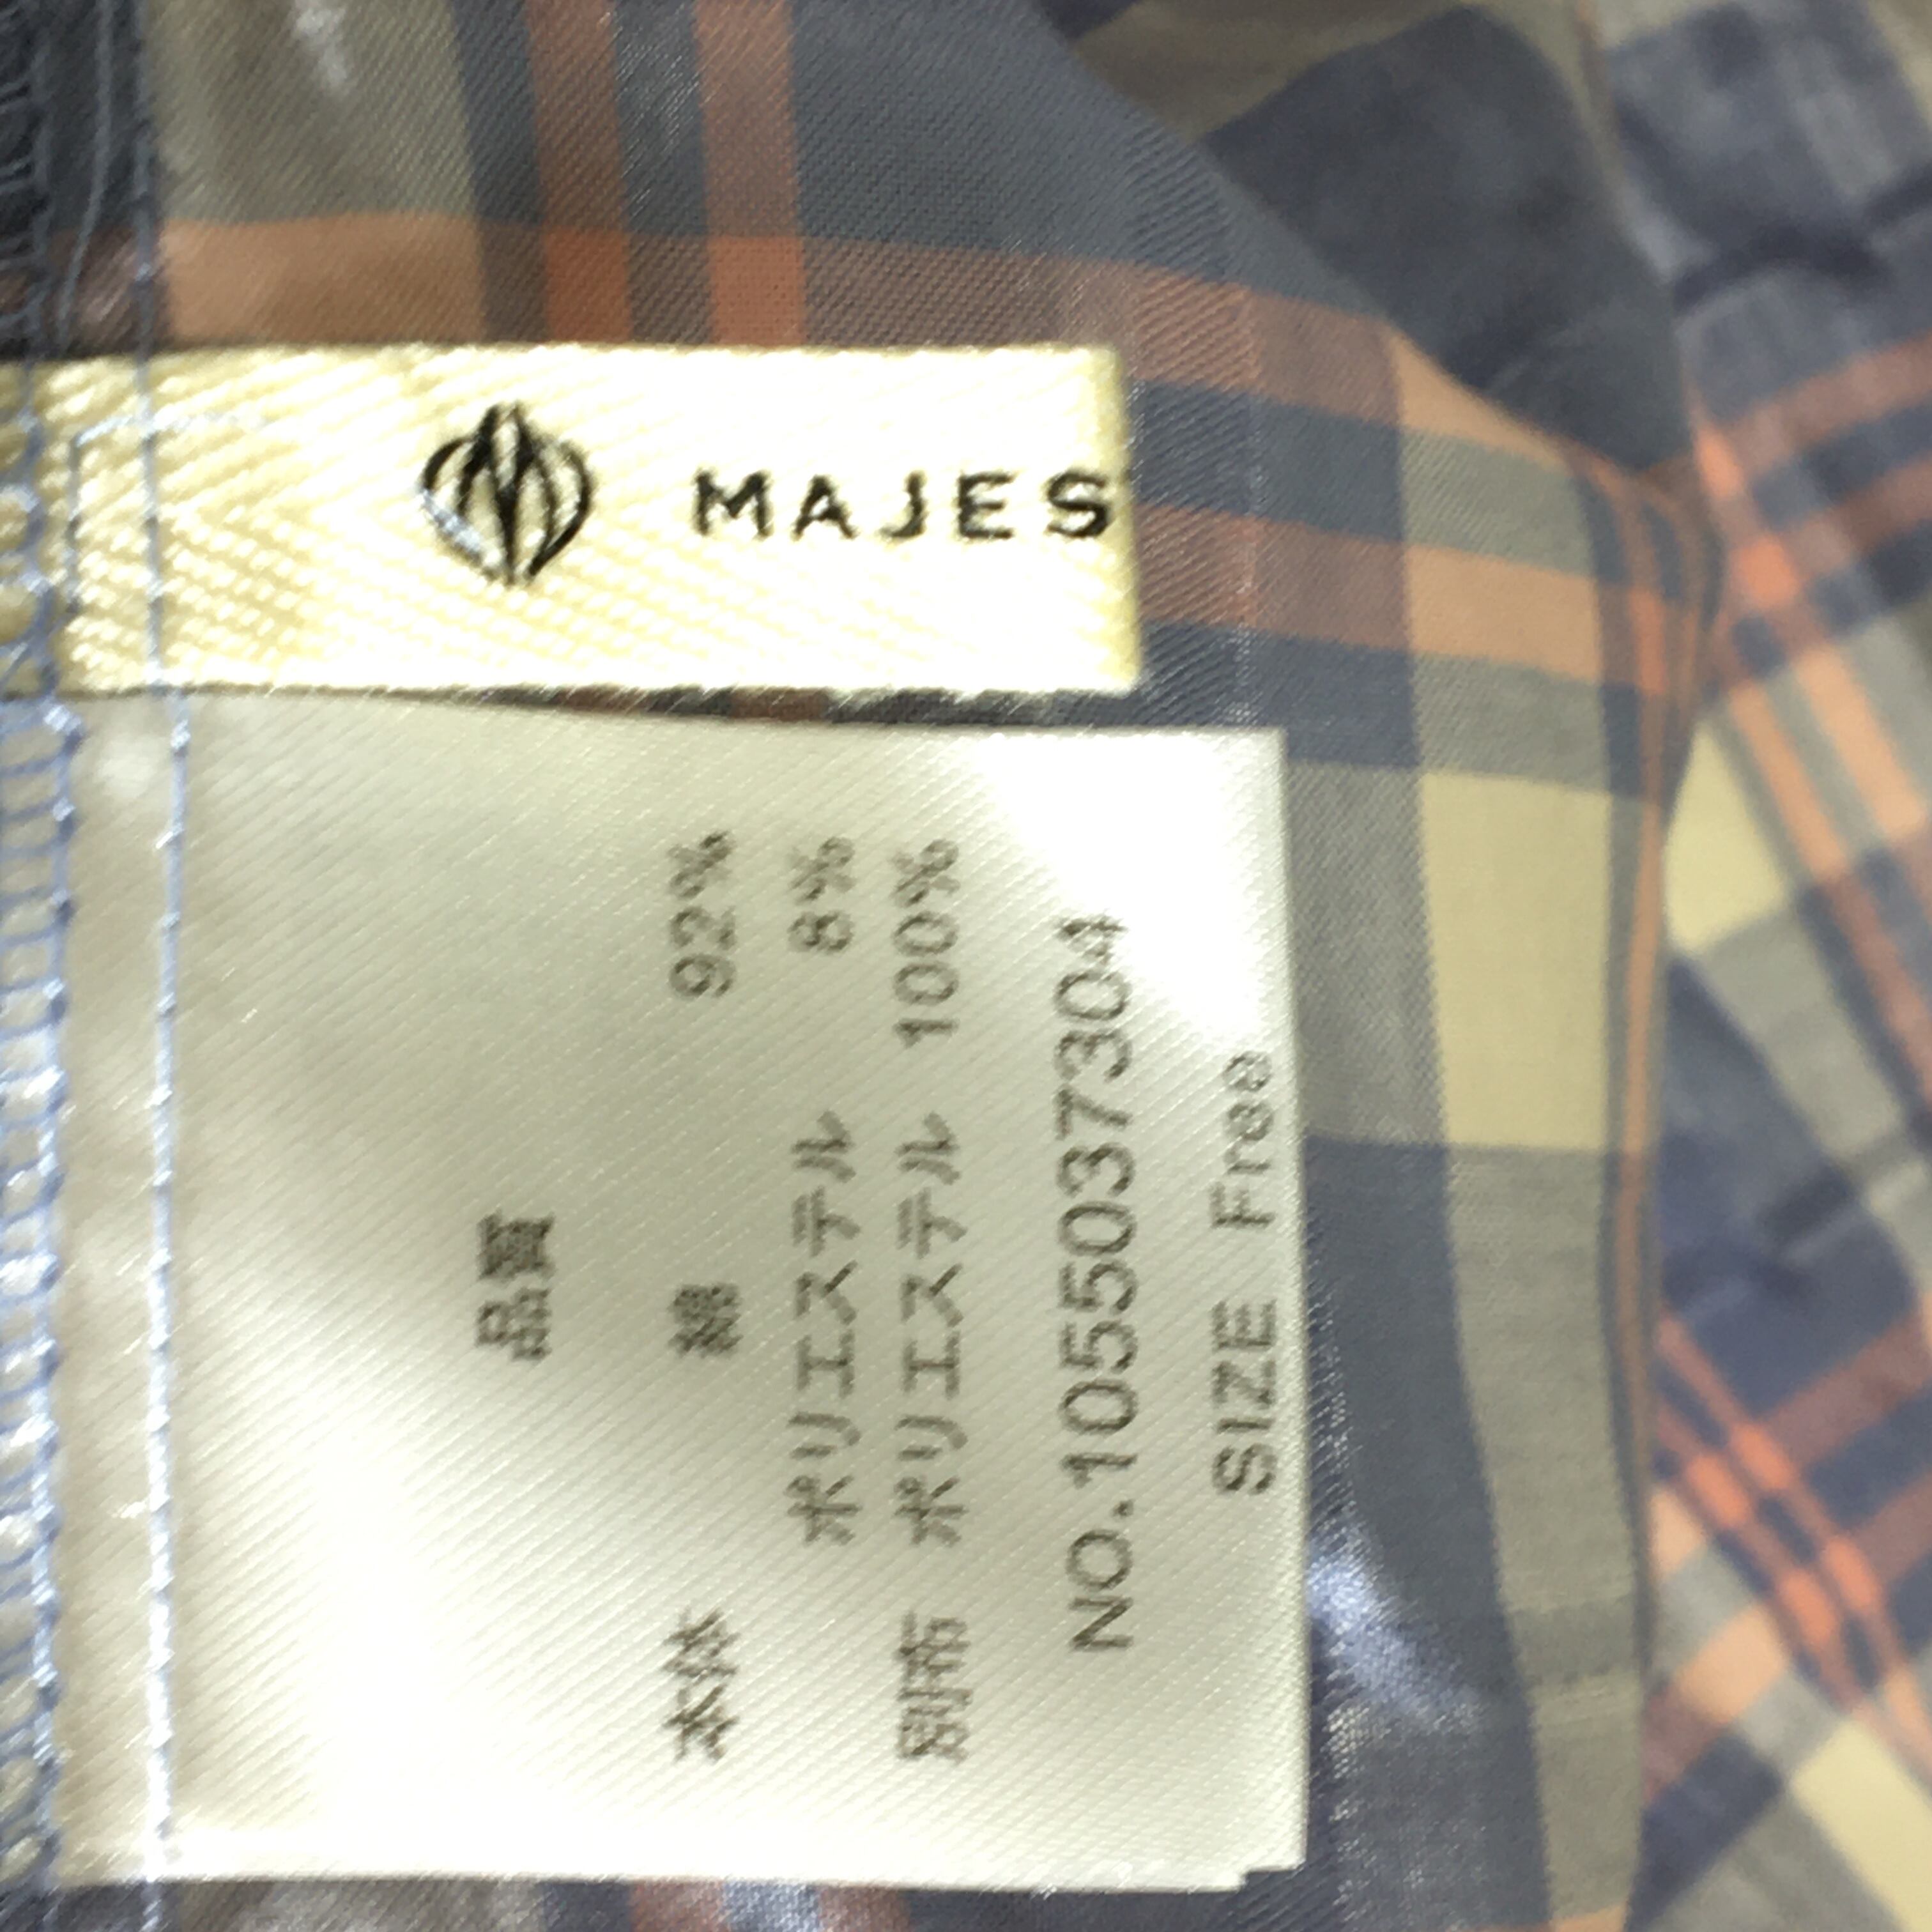 MAJES
品質
本体 綿 92%
ポリエステル 8%
別布 ポリエステル 100%
NO.1055037304
SIZE Free